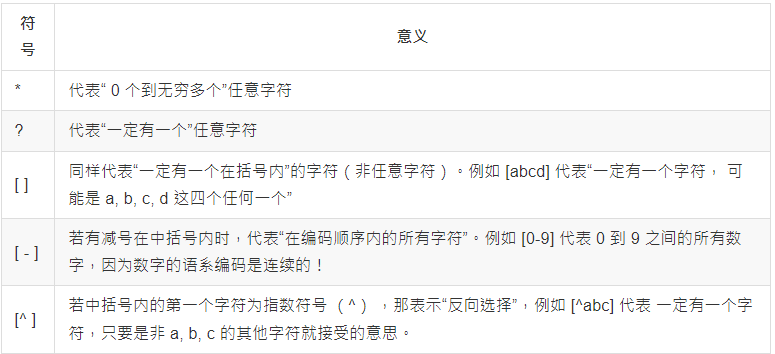 符
号
意义
*
代表“ 0 个到无穷多个”任意字符
?
代表“一定有一个”任意字符
[ ]
同样代表“一定有一个在括号内”的字符（非任意字符）。例如 [abcd] 代表“一定有一个字符， 可
能是 a, b, c, d 这四个任何一个”
[ - ]
若有减号在中括号内时，代表“在编码顺序内的所有字符”。例如 [0-9] 代表 0 到 9 之间的所有数
字，因为数字的语系编码是连续的！
[^ ]
若中括号内的第一个字符为指数符号 （^） ，那表示“反向选择”，例如 [^abc] 代表 一定有一个字
符，只要是非 a, b, c 的其他字符就接受的意思。